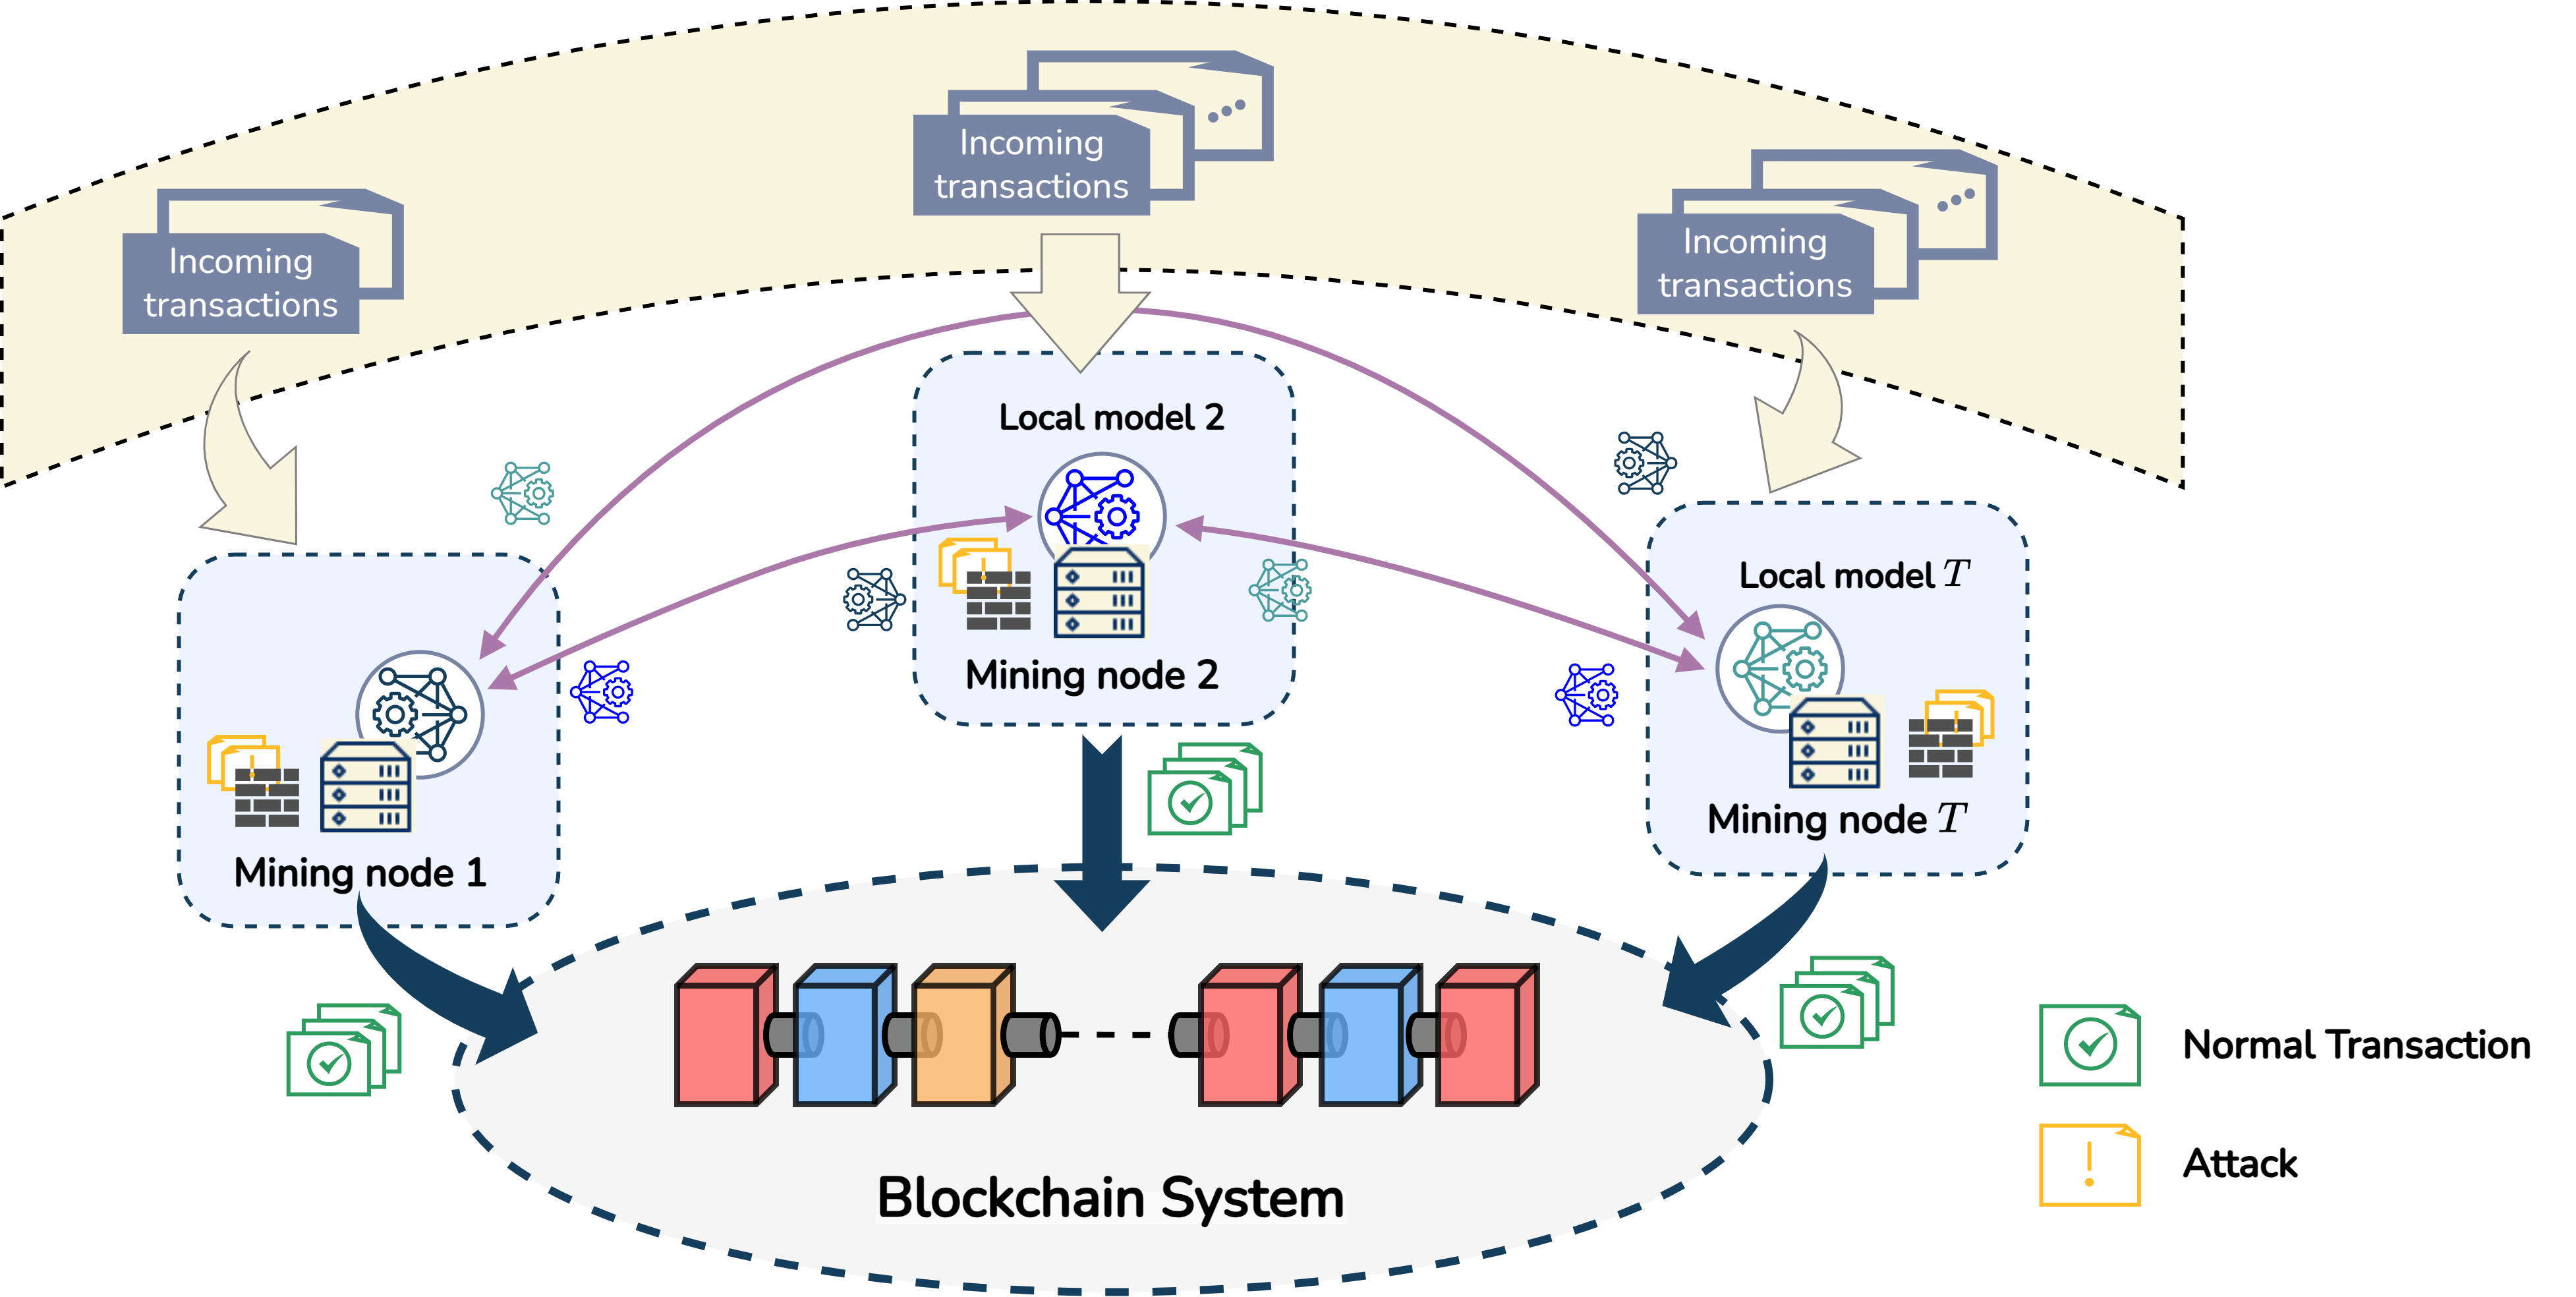 Incoming
transactions
Incoming
transactions
Incoming
transactions
Local model 2
Local model T
Mining node 2
Mining node T
Mining node 1
Normal Transaction
Attack
Blockchain System